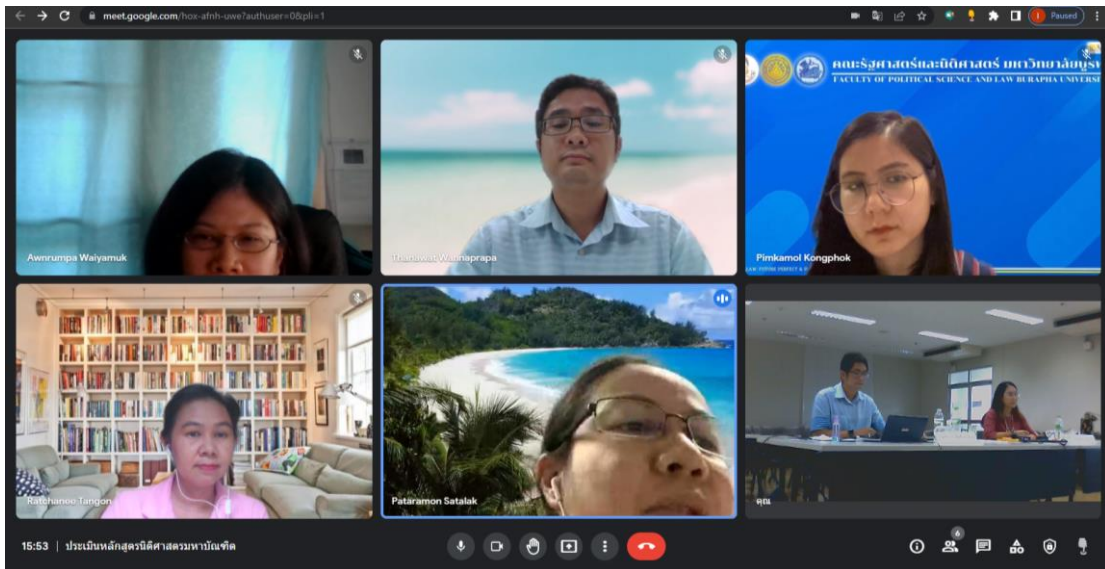 meet.google.com/hox-afnh-uwe?authuser=0&pli=1
Paused
คณะรัฐศาสตร์และนิติศาสตร์ มหาวิทยาลัยบูรพ
FACULTY OF POLITICAL SCIENCE AND LAW BURAPHA UNIVERSI
Awnrumpa Waiyamuk
Thanawat Wannaprapa
Pimkamol Kongphok
Ratchanee Tangon
Pataramon Satalak
คุณ
15:53 | ประเมินหลักสูตรนิติศาสตรมหาบัณฑิต
6